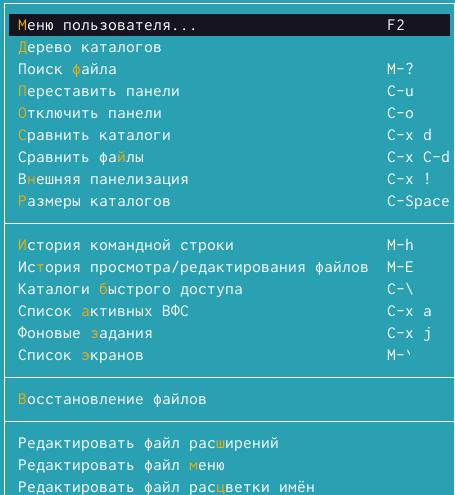 Меню пользователя... F2
Дерево каталогов
Поиск файла M-?
Переставить панели C-u
Отключить панели C-o
Сравнить каталоги C-x d
Сравнить файлы C-x C-d
Внешняя панелизация C-x !
Размеры каталогов C-Space
История командной строки M-h
История просмотра/редактирования файлов M-E
Каталоги быстрого доступа C-\
Список активных ВФС C-x a
Фоновые задания C-x j
Список экранов M-`
Восстановление файлов
Редактировать файл расширений
Редактировать файл меню
Редактировать файл расцветки имён